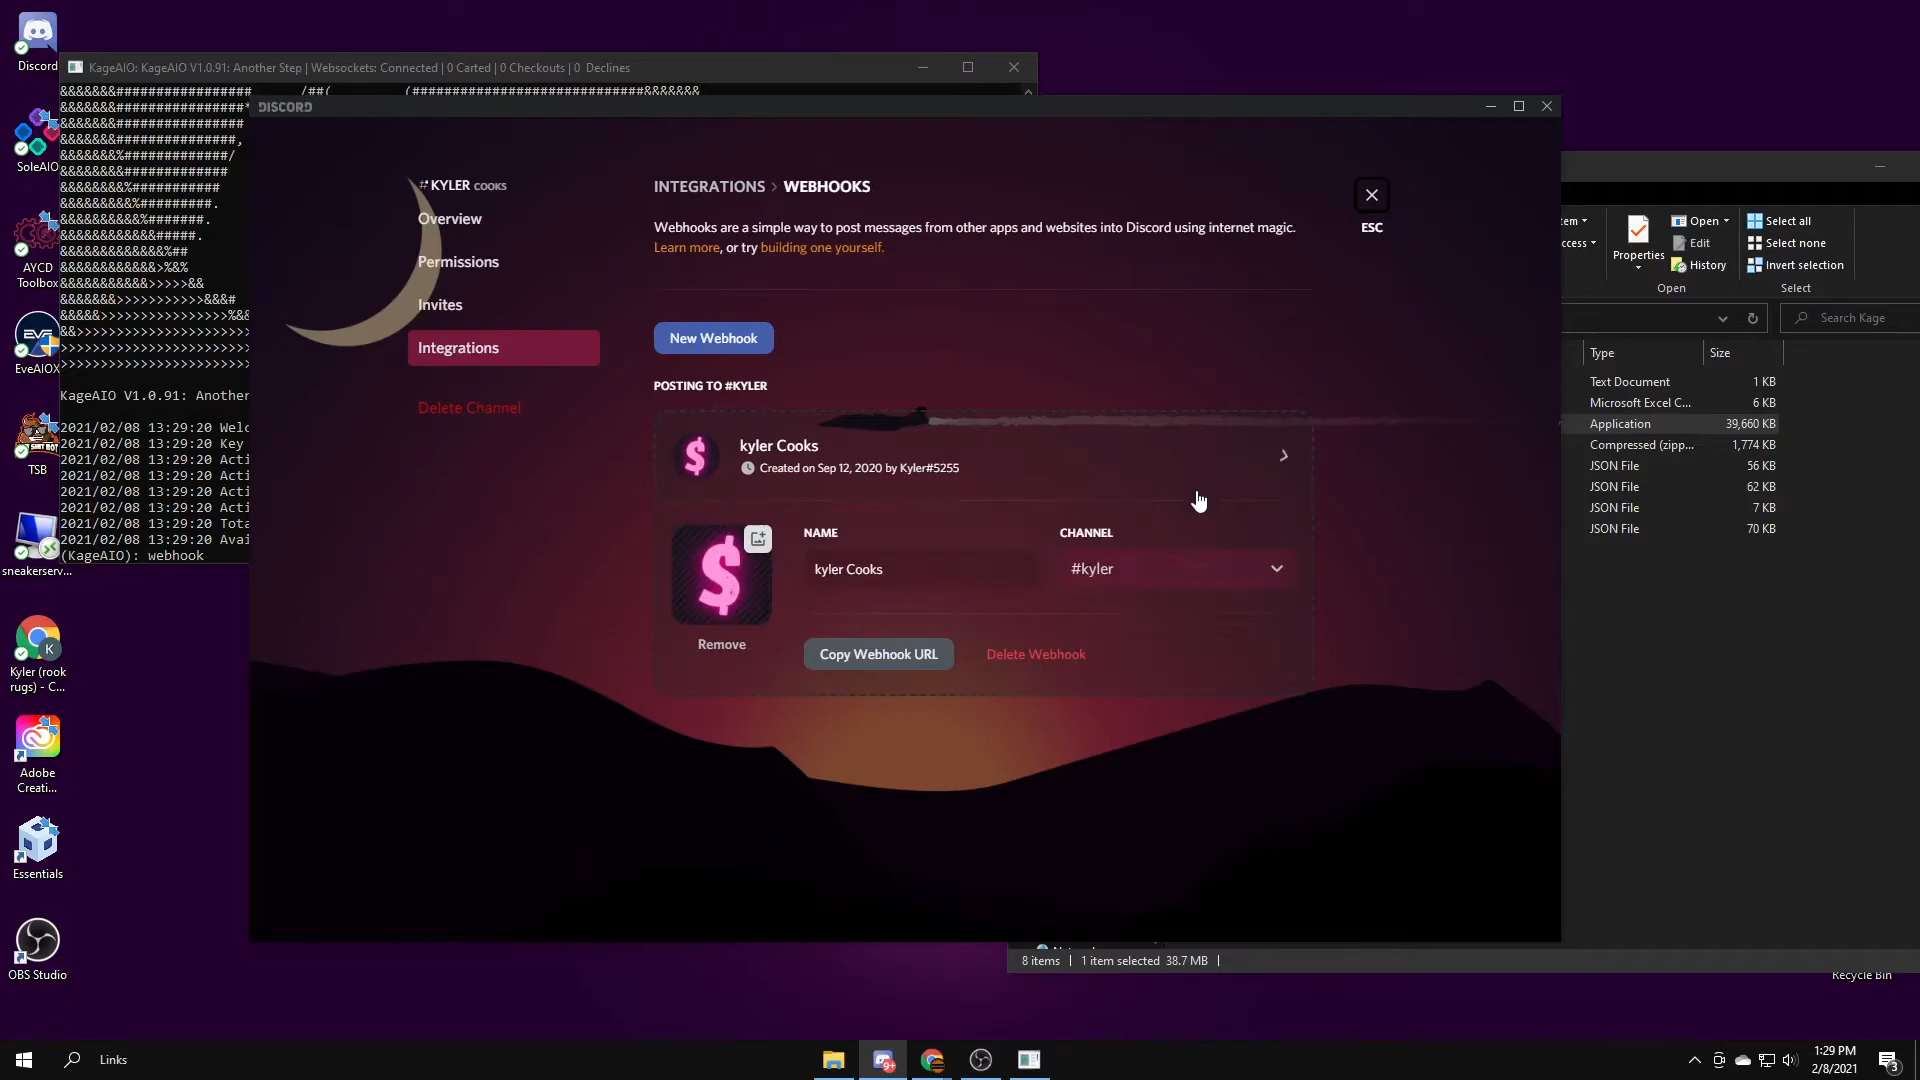 Discord
SoleAIO
AYCD
Toolbox
EveAIOX
TSB
sneakerserv...
Kyler (rook
rugs) - C...
Adobe
Creati...
Essentials
OBS Studio
KageAIO: KageAIO V1.0.91: Another Step | Websockets: Connected | 0 Carted | 0 Checkouts | 0 Declines
KageAIO V1.0.91: Another
2021/02/08 13:29:20 Welc
2021/02/08 13:29:20 Key
2021/02/08 13:29:20 Acti
2021/02/08 13:29:20 Acti
2021/02/08 13:29:20 Acti
2021/02/08 13:29:20 Acti
2021/02/08 13:29:20 Tota
2021/02/08 13:29:20 Avai
(KageAIO): webhook
DISCORD
# KYLER COOKS
Overview
Permissions
Invites
Integrations
Delete Channel
INTEGRATIONS > WEBHOOKS
Webhooks are a simple way to post messages from other apps and websites into Discord using internet magic.
Learn more, or try building one yourself.
ESC
New Webhook
POSTING TO #KYLER
kyler Cooks
Created on Sep 12, 2020 by Kyler#5255
NAME
CHANNEL
kyler Cooks
#kyler
Remove
Copy Webhook URL
Delete Webhook
Properties
Open
Edit
History
Open
Select all
Select none
Invert selection
Select
Search Kage
Type Size
Text Document 1 KB
Microsoft Excel C... 6 KB
Application 39,660 KB
Compressed (zipp... 1,774 KB
JSON File 56 KB
JSON File 62 KB
JSON File 7 KB
JSON File 70 KB
8 items | 1 item selected 38.7 MB |
Recycle Bin
Links
9+
1:29 PM
2/8/2021
3